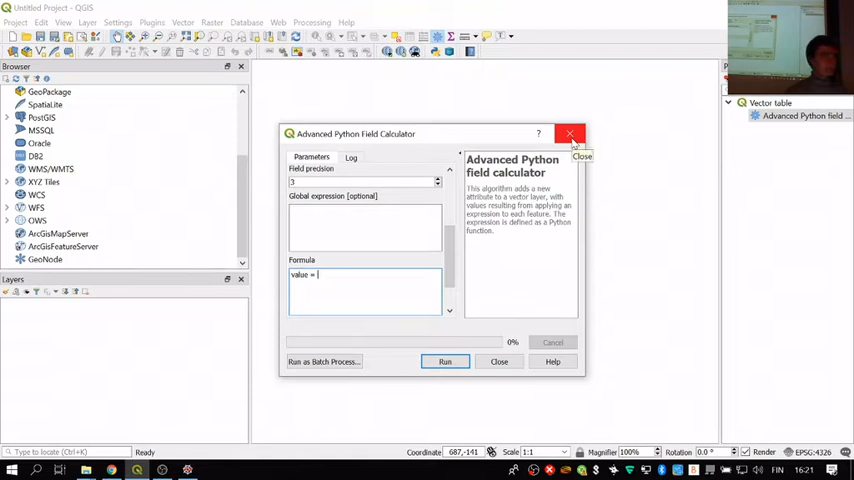 Untitled Project - QGIS
Project Edit View Layer Settings Plugins Vector Raster Database Web Processing Help
Browser
GeoPackage
SpatiaLite
PostGIS
MSSQL
Oracle
DB2
WMS/WMTS
XYZ Tiles
WCS
WFS
OWS
ArcGisMapServer
ArcGisFeatureServer
GeoNode
Layers
Advanced Python Field Calculator
?
Close
Parameters Log
Field precision
3
Global expression [optional]
Formula
value =
Advanced Python
field calculator
This algorithm adds a new
attribute to a vector layer, with
values resulting from applying an
expression to each feature. The
expression is defined as a Python
function.
0% Cancel
Run as Batch Process... Run Close Help
Vector table
Advanced Python field ...
Type to locate (Ctrl+K) Ready Coordinate 687,-141 Scale 1:1 Magnifier 100% Rotation 0.0 ° Render EPSG:4326
FIN 16:21